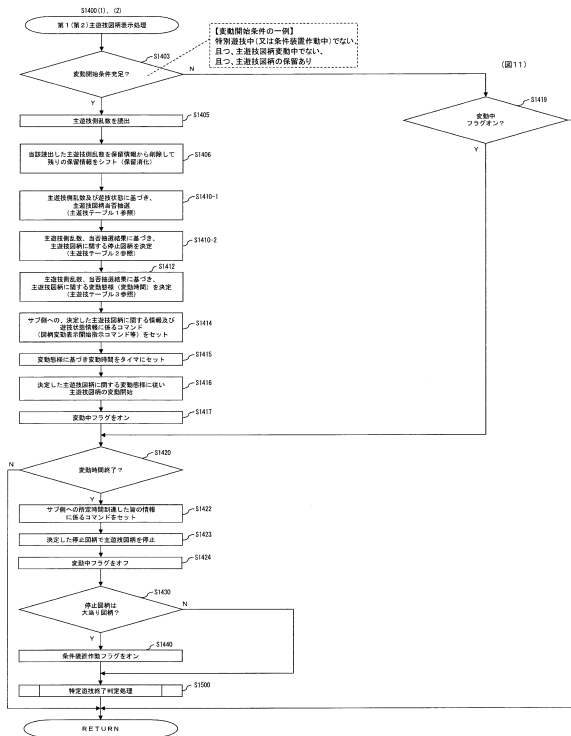 S1400(1), (2)
第1(第2)主遊技図柄表示処理
【変動開始条件の一例】
特別遊技中(又は条件装置作動中)でない、
且つ、主遊技図柄変動中でない、
且つ、主遊技図柄の保留あり
(図11)
S1403
変動開始条件充足?
N
Y
S1419
変動中
フラグオン?
Y
S1405
主遊技側乱数を読出
S1406
当該読出した主遊技側乱数を保留情報から削除して
残りの保留情報をシフト(保留消化)
S1410-1
主遊技側乱数及び遊技状態に基づき、
主遊技図柄当否抽選
(主遊技テーブル1参照)
S1410-2
主遊技側乱数、当否抽選結果に基づき、
主遊技図柄に関する停止図柄を決定
(主遊技テーブル2参照)
S1412
主遊技側乱数、当否抽選結果に基づき、
主遊技図柄に関する変動態様(変動時間)を決定
(主遊技テーブル3参照)
S1414
サブ側への、決定した主遊技図柄に関する情報及び
遊技状態情報に係るコマンド
(図柄変動表示開始指示コマンド等)をセット
S1415
変動態様に基づき変動時間をタイマにセット
S1416
決定した主遊技図柄に関する変動態様に従い
主遊技図柄の変動開始
S1417
変動中フラグをオン
S1420
変動時間終了?
N
Y
S1422
サブ側への所定時間到達した旨の情報
に係るコマンドをセット
S1423
決定した停止図柄で主遊技図柄を停止
S1424
変動中フラグをオフ
S1430
停止図柄は
大当り図柄?
N
Y
S1440
条件装置作動フラグをオン
S1500
特定遊技終了判定処理
RETURN